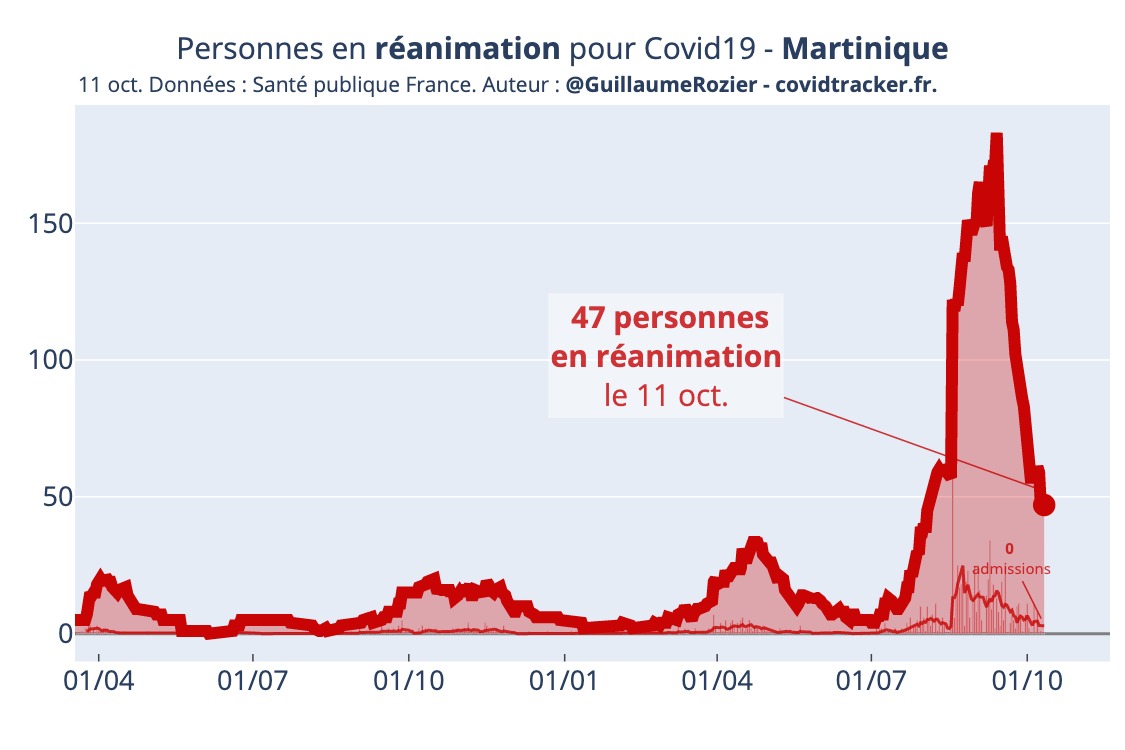 Personnes en réanimation pour Covid19 - Martinique
11 oct. Données : Santé publique France. Auteur : @GuillaumeRozier - covidtracker.fr.
150
100
50
0
47 personnes
en réanimation
le 11 oct.
0
admissions
01/04
01/07
01/10
01/01
01/04
01/07
01/10